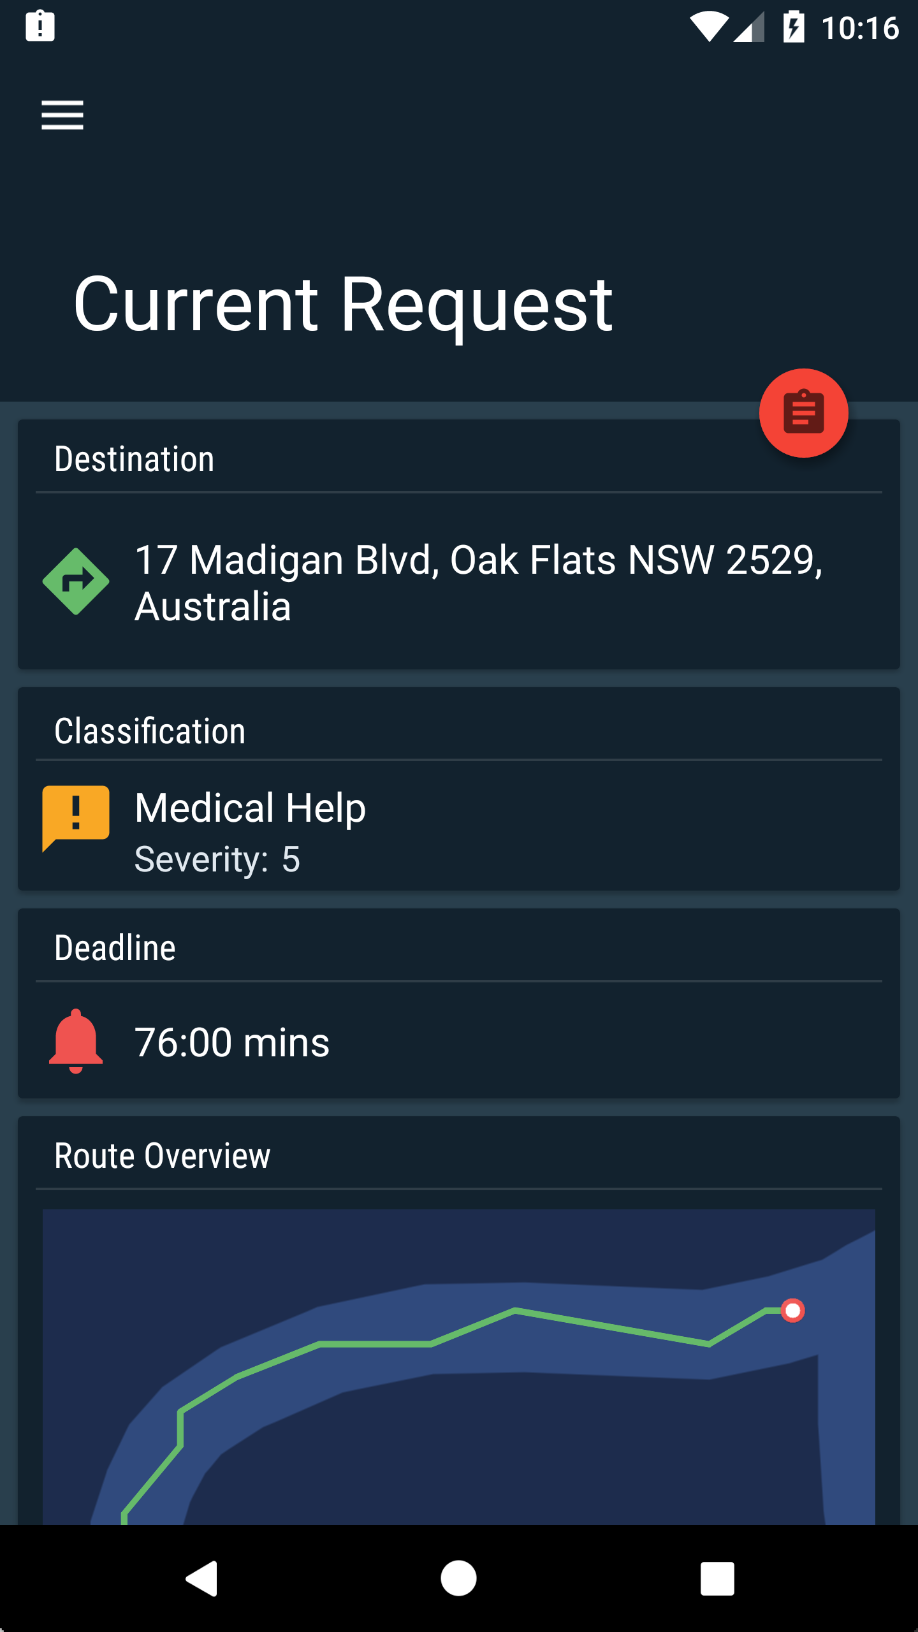 10:16
Current Request
Destination
17 Madigan Blvd, Oak Flats NSW 2529,
Australia
Classification
Medical Help
Severity: 5
Deadline
76:00 mins
Route Overview